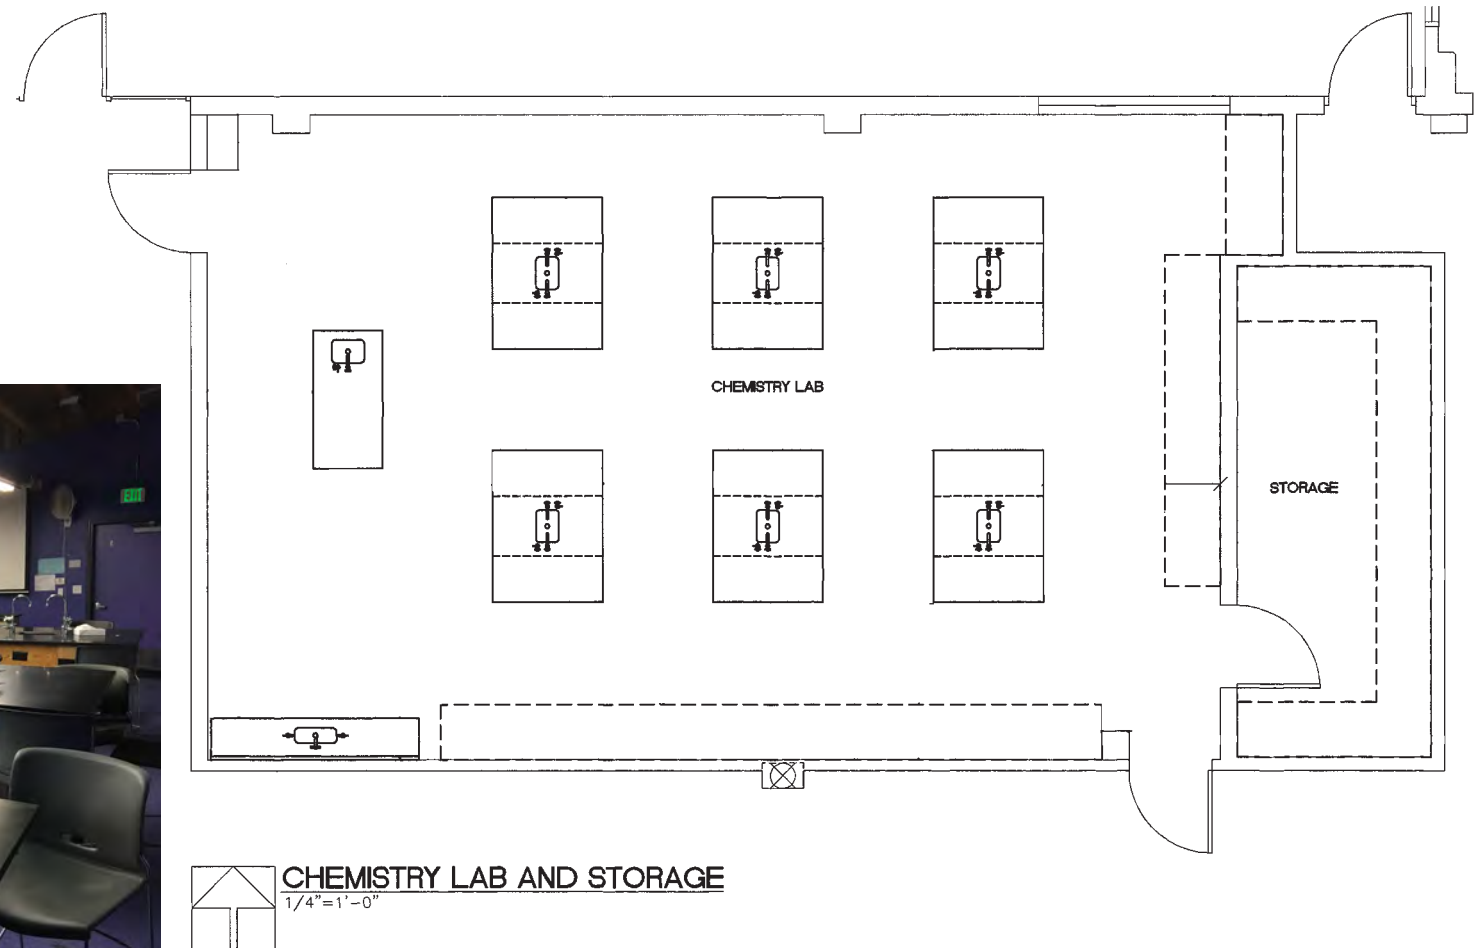 CHEMISTRY LAB
STORAGE
EXIT
CHEMISTRY LAB AND STORAGE
1/4"=1'-0"